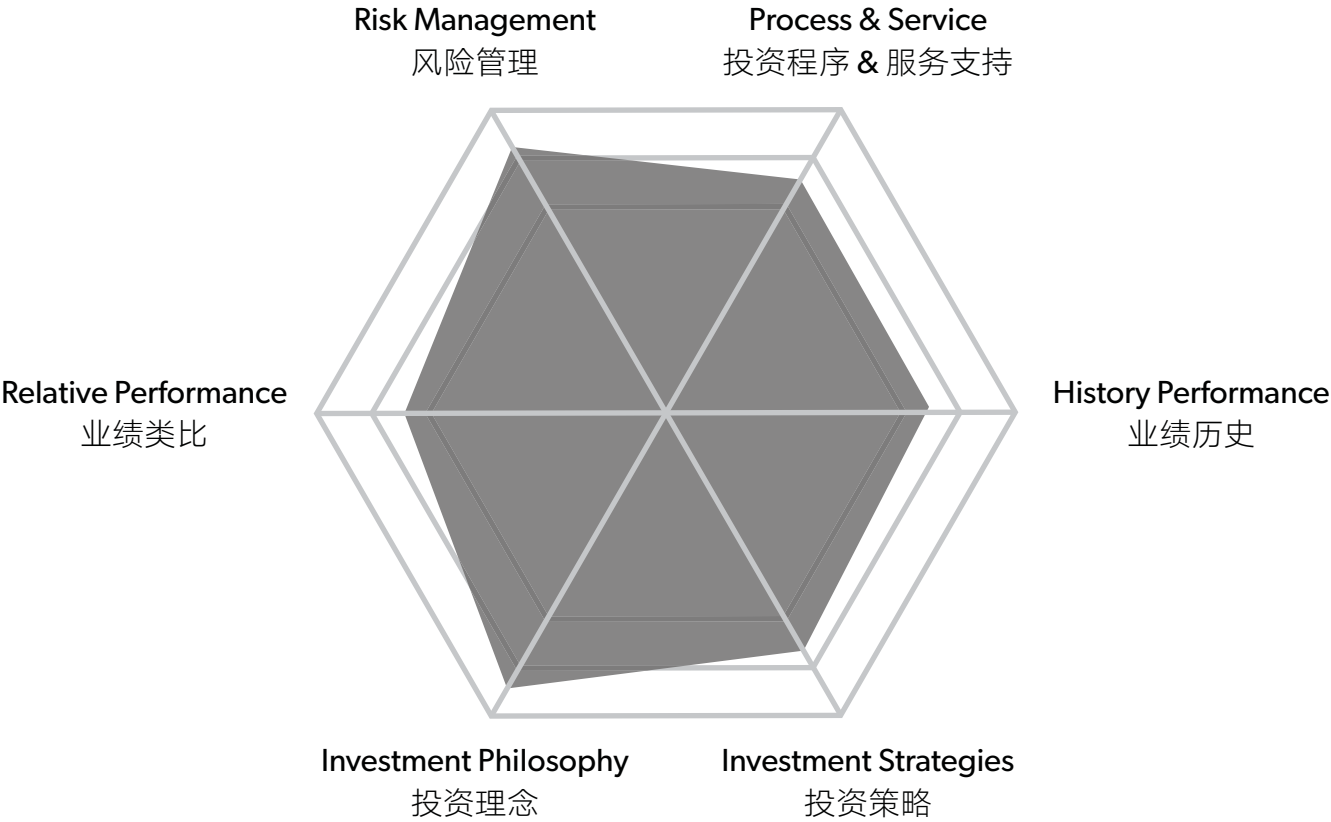 Risk Management
风险管理
Process & Service
投资程序 & 服务支持
Relative Performance
业绩类比
History Performance
业绩历史
Investment Philosophy
投资理念
Investment Strategies
投资策略